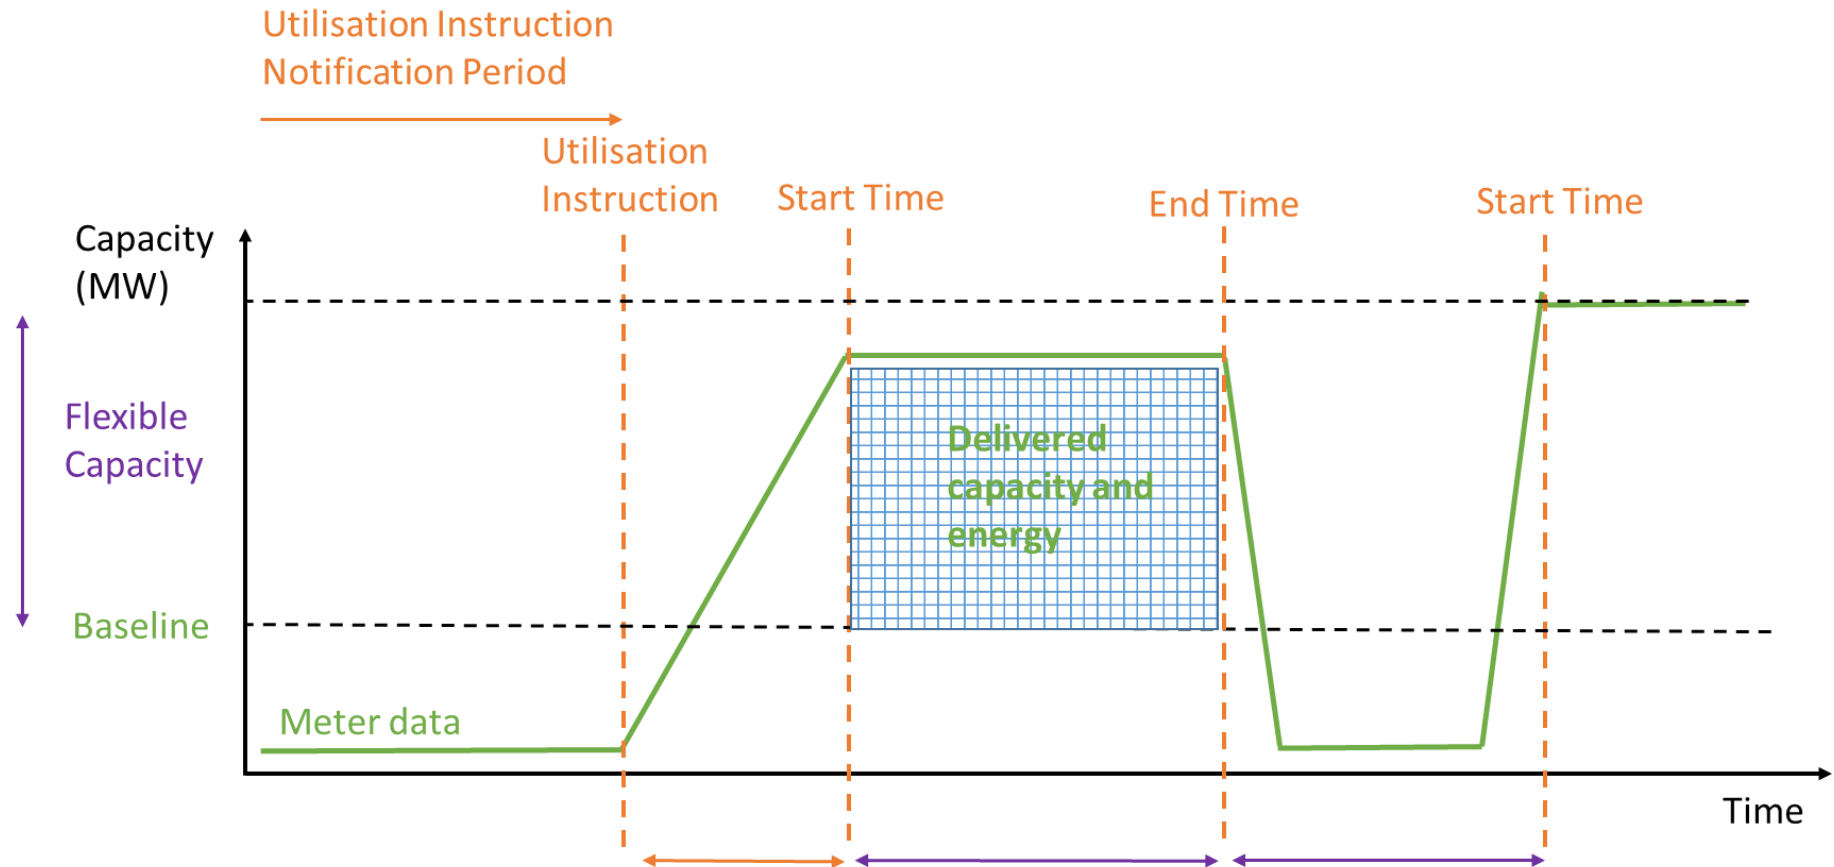 Utilisation Instruction
Notification Period
Utilisation
Instruction
Start Time
End Time
Start Time
Capacity
(MW)
Flexible
Capacity
Delivered
capacity and
energy
Baseline
Meter data
Time